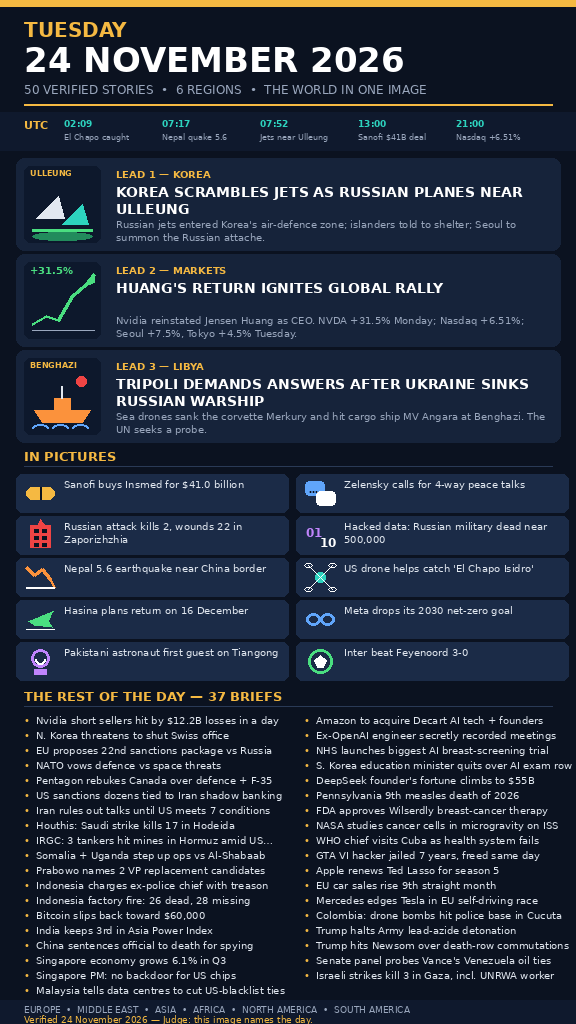 TUESDAY
24 NOVEMBER 2026
50 VERIFIED STORIES • 6 REGIONS • THE WORLD IN ONE IMAGE
UTC
02:09
El Chapo caught
07:17
Nepal quake 5.6
07:52
Jets near Ulleung
13:00
Sanofi $41B deal
21:00
Nasdaq +6.51%
ULLEUNG
LEAD 1 — KOREA
KOREA SCRAMBLES JETS AS RUSSIAN PLANES NEAR
ULLEUNG
Russian jets entered Korea's air-defence zone; islanders told to shelter; Seoul to
summon the Russian attache.
+31.5%
LEAD 2 — MARKETS
HUANG'S RETURN IGNITES GLOBAL RALLY
Nvidia reinstated Jensen Huang as CEO. NVDA +31.5% Monday; Nasdaq +6.51%;
Seoul +7.5%, Tokyo +4.5% Tuesday.
BENGHAZI
LEAD 3 — LIBYA
TRIPOLI DEMANDS ANSWERS AFTER UKRAINE SINKS
RUSSIAN WARSHIP
Sea drones sank the corvette Merkury and hit cargo ship MV Angara at Benghazi. The
UN seeks a probe.
IN PICTURES
Sanofi buys Insmed for $41.0 billion
Zelensky calls for 4-way peace talks
Russian attack kills 2, wounds 22 in
Zaporizhzhia
01
10
Hacked data: Russian military dead near
500,000
Nepal 5.6 earthquake near China border
US drone helps catch 'El Chapo Isidro'
Hasina plans return on 16 December
Meta drops its 2030 net-zero goal
Pakistani astronaut first guest on Tiangong
Inter beat Feyenoord 3-0
THE REST OF THE DAY — 37 BRIEFS
• Nvidia short sellers hit by $12.2B losses in a day
• N. Korea threatens to shut Swiss office
• EU proposes 22nd sanctions package vs Russia
• NATO vows defence vs space threats
• Pentagon rebukes Canada over defence + F-35
• US sanctions dozens tied to Iran shadow banking
• Iran rules out talks until US meets 7 conditions
• Houthis: Saudi strike kills 17 in Hodeida
• IRGC: 3 tankers hit mines in Hormuz amid US...
• Somalia + Uganda step up ops vs Al-Shabaab
• Prabowo names 2 VP replacement candidates
• Indonesia charges ex-police chief with treason
• Indonesia factory fire: 26 dead, 28 missing
• Bitcoin slips back toward $60,000
• India keeps 3rd in Asia Power Index
• China sentences official to death for spying
• Singapore economy grows 6.1% in Q3
• Singapore PM: no backdoor for US chips
• Malaysia tells data centres to cut US-blacklist ties
• Amazon to acquire Decart AI tech + founders
• Ex-OpenAI engineer secretly recorded meetings
• NHS launches biggest AI breast-screening trial
• S. Korea education minister quits over AI exam row
• DeepSeek founder's fortune climbs to $55B
• Pennsylvania 9th measles death of 2026
• FDA approves Wilserdly breast-cancer therapy
• NASA studies cancer cells in microgravity on ISS
• WHO chief visits Cuba as health system fails
• GTA VI hacker jailed 7 years, freed same day
• Apple renews Ted Lasso for season 5
• EU car sales rise 9th straight month
• Mercedes edges Tesla in EU self-driving race
• Colombia: drone bombs hit police base in Cucuta
• Trump halts Army lead-azide detonation
• Trump hits Newsom over death-row commutations
• Senate panel probes Vance's Venezuela oil ties
• Israeli strikes kill 3 in Gaza, incl. UNRWA worker
EUROPE • MIDDLE EAST • ASIA • AFRICA • NORTH AMERICA • SOUTH AMERICA
Verified 24 November 2026 — Judge: this image names the day.